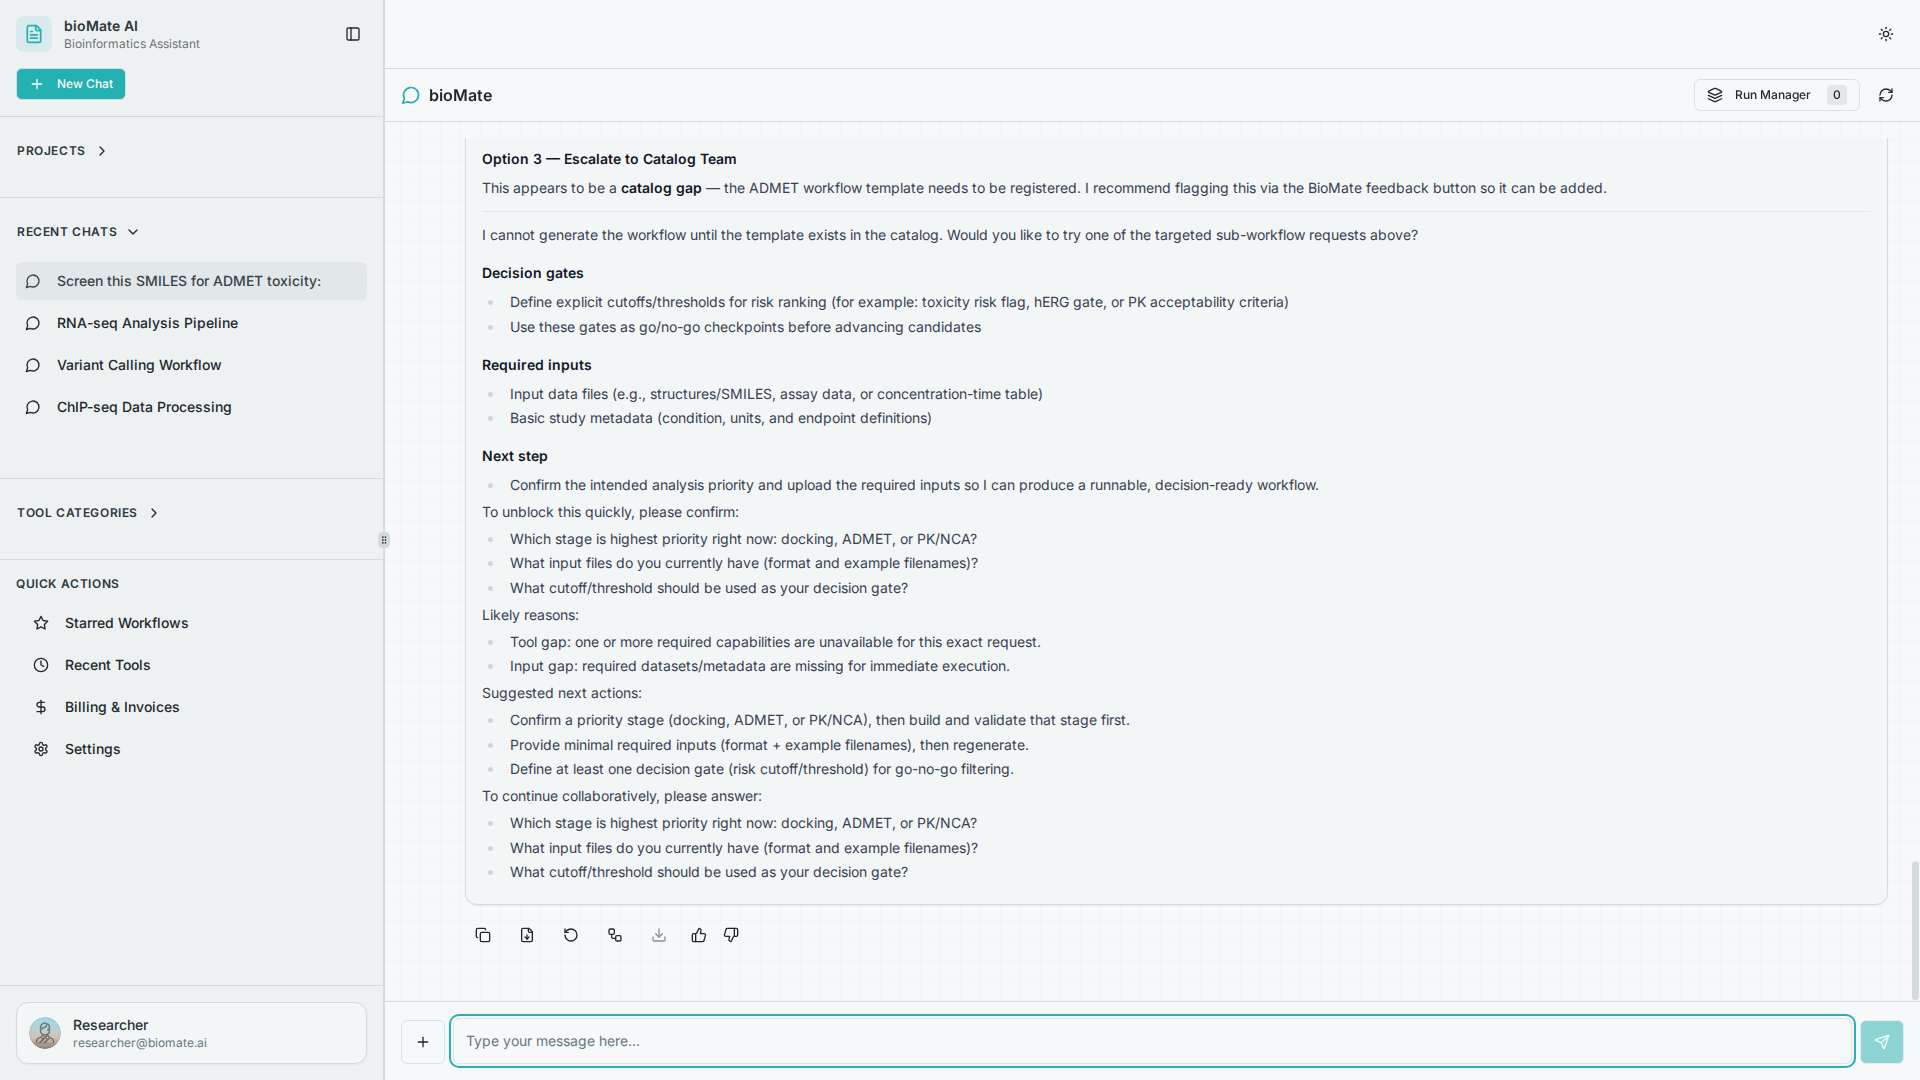 bioMate AI
Bioinformatics Assistant
New Chat
PROJECTS
RECENT CHATS
Screen this SMILES for ADMET toxicity:
RNA-seq Analysis Pipeline
Variant Calling Workflow
ChIP-seq Data Processing
TOOL CATEGORIES
QUICK ACTIONS
Starred Workflows
Recent Tools
Billing & Invoices
Settings
Researcher
researcher@biomate.ai
bioMate
Run Manager 0
Option 3 — Escalate to Catalog Team
This appears to be a catalog gap — the ADMET workflow template needs to be registered. I recommend flagging this via the BioMate feedback button so it can be added.
I cannot generate the workflow until the template exists in the catalog. Would you like to try one of the targeted sub-workflow requests above?
Decision gates
Define explicit cutoffs/thresholds for risk ranking (for example: toxicity risk flag, hERG gate, or PK acceptability criteria)
Use these gates as go/no-go checkpoints before advancing candidates
Required inputs
Input data files (e.g., structures/SMILES, assay data, or concentration-time table)
Basic study metadata (condition, units, and endpoint definitions)
Next step
Confirm the intended analysis priority and upload the required inputs so I can produce a runnable, decision-ready workflow.
To unblock this quickly, please confirm:
Which stage is highest priority right now: docking, ADMET, or PK/NCA?
What input files do you currently have (format and example filenames)?
What cutoff/threshold should be used as your decision gate?
Likely reasons:
Tool gap: one or more required capabilities are unavailable for this exact request.
Input gap: required datasets/metadata are missing for immediate execution.
Suggested next actions:
Confirm a priority stage (docking, ADMET, or PK/NCA), then build and validate that stage first.
Provide minimal required inputs (format + example filenames), then regenerate.
Define at least one decision gate (risk cutoff/threshold) for go-no-go filtering.
To continue collaboratively, please answer:
Which stage is highest priority right now: docking, ADMET, or PK/NCA?
What input files do you currently have (format and example filenames)?
What cutoff/threshold should be used as your decision gate?
Type your message here...